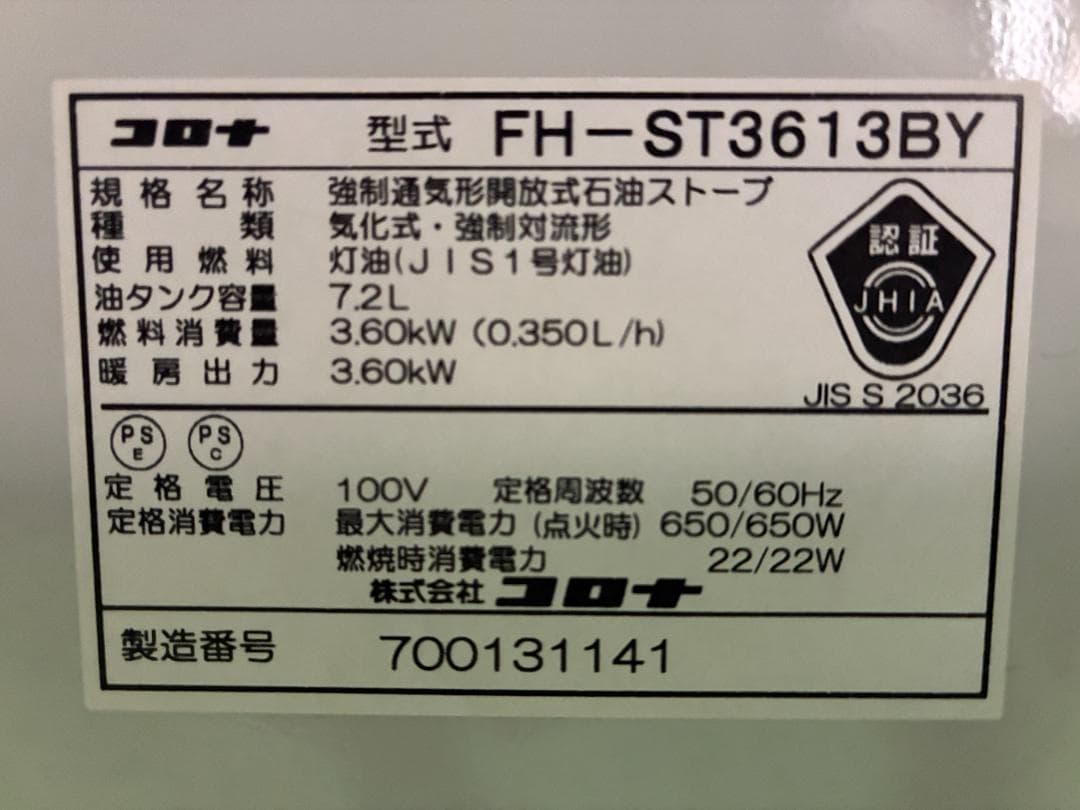 コロナ 型式 FH-ST3613BY
規格名称 強制通気形開放式石油ストーブ
種類 気化式・強制対流形
使用燃料 灯油(JIS1号灯油)
油タンク容量 7.2L
燃料消費量 3.60kW (0.350L/h)
暖房出力 3.60kW
認証
JHIA
JIS S 2036
PS E PS C
定格電圧 100V 定格周波数 50/60Hz
定格消費電力 最大消費電力 (点火時) 650/650W
燃焼時消費電力 22/22W
株式会社 コロナ
製造番号 700131141